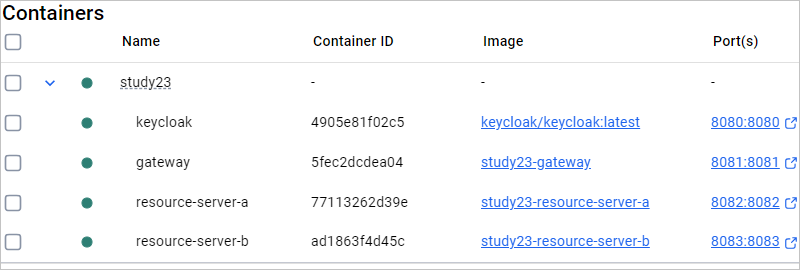 Containers
Name Container ID Image Port(s)
study23 - - -
keycloak 4905e81f02c5 keycloak/keycloak:latest 8080:8080
gateway 5fec2dcdea04 study23-gateway 8081:8081
resource-server-a 77113262d39e study23-resource-server-a 8082:8082
resource-server-b ad1863f4d45c study23-resource-server-b 8083:8083